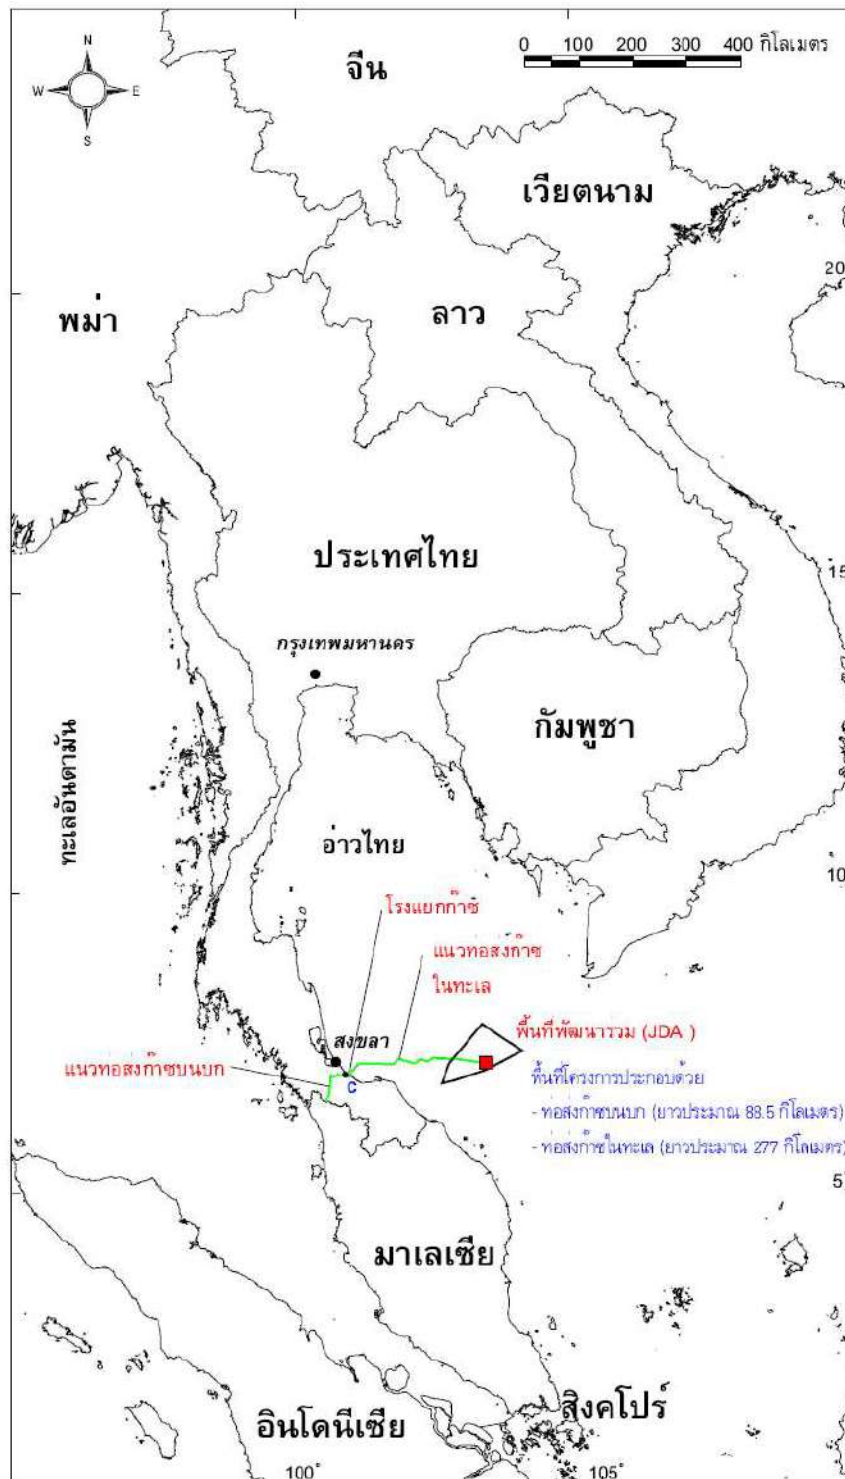 N
W E
S
0 100 200 300 400 กิโลเมตร
จีน
เวียตนาม
20
ลาว
พม่า
ประเทศไทย
15
กรุงเทพมหานคร
กัมพูชา
ทะเลอันดามัน
อ่าวไทย
10
โรงแยกก๊าซ
แนวทอสงก๊าซ
ในทะเล
พื้นที่พัฒนารวม (JDA )
สงขลา
แนวทอสงก๊าซบนบก
C
พื้นที่โครงการประกอบด้วย
- ทอสงก๊าซบนบก (ยาวประมาณ 88.5 กิโลเมตร)
- ทอสงก๊าซในทะเล (ยาวประมาณ 277 กิโลเมตร)
5
มาเลเซีย
สิงคโปร์
อินโดนีเซีย
100° 105°